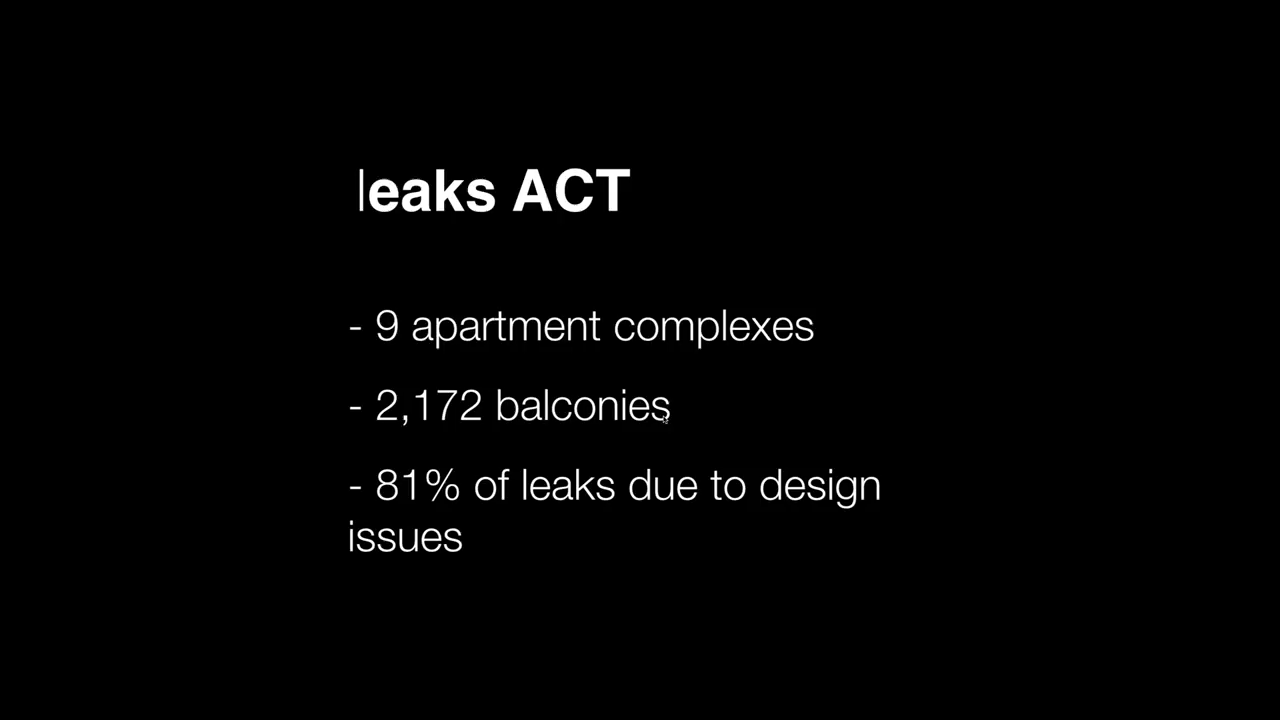 leaks ACT
- 9 apartment complexes
- 2,172 balconies
- 81% of leaks due to design
issues